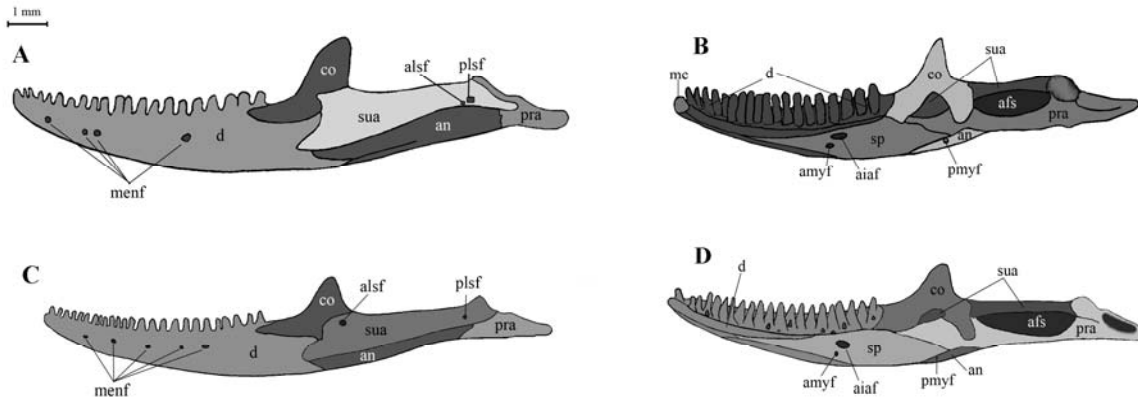 1 mm
A
co
alsf
plsf
sua
an
pra
d
menf
B
mc
d
co
sua
afs
pra
sp
an
amyf
aiaf
pmyf
C
co
alsf
plsf
sua
pra
d
an
menf
D
d
co
sua
afs
pra
sp
an
amyf
aiaf
pmyf